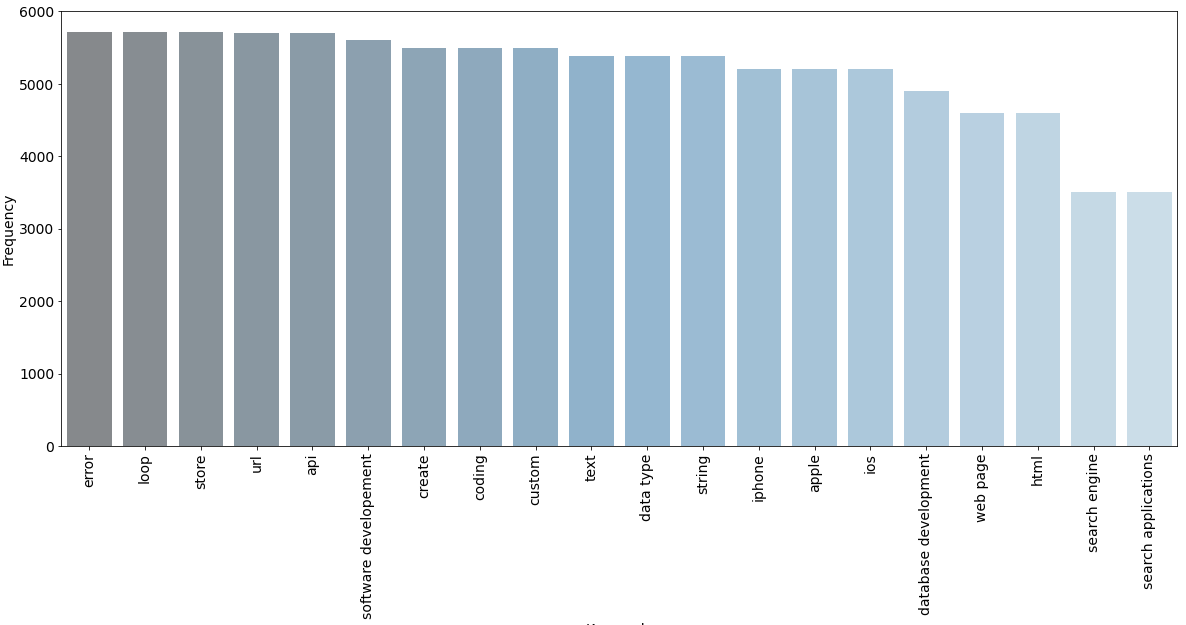 6000
5000
4000
3000
2000
1000
0
Frequency
error
loop
store
url
api
software developement
create
coding
custom
text
data type
string
iphone
apple
ios
database development
web page
html
search engine
search applications